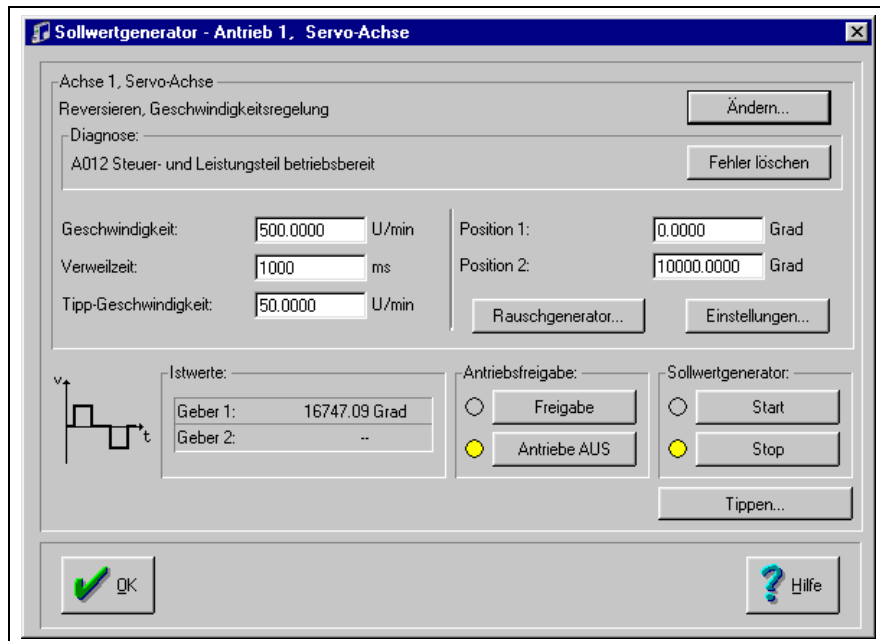 Sollwertgenerator - Antrieb 1, Servo-Achse
Achse 1, Servo-Achse
Reversieren, Geschwindigkeitsregelung
Ändern...
Diagnose:
A012 Steuer- und Leistungsteil betriebsbereit
Fehler löschen
Geschwindigkeit: 500.0000 U/min
Position 1: 0.0000 Grad
Verweilzeit: 1000 ms
Position 2: 10000.0000 Grad
Tipp-Geschwindigkeit: 50.0000 U/min
Rauschgenerator...
Einstellungen...
v
t
Istwerte:
Geber 1: 16747.09 Grad
Geber 2: --
Antriebsfreigabe:
Freigabe
Antriebe AUS
Sollwertgenerator:
Start
Stop
Tippen...
OK
Hilfe